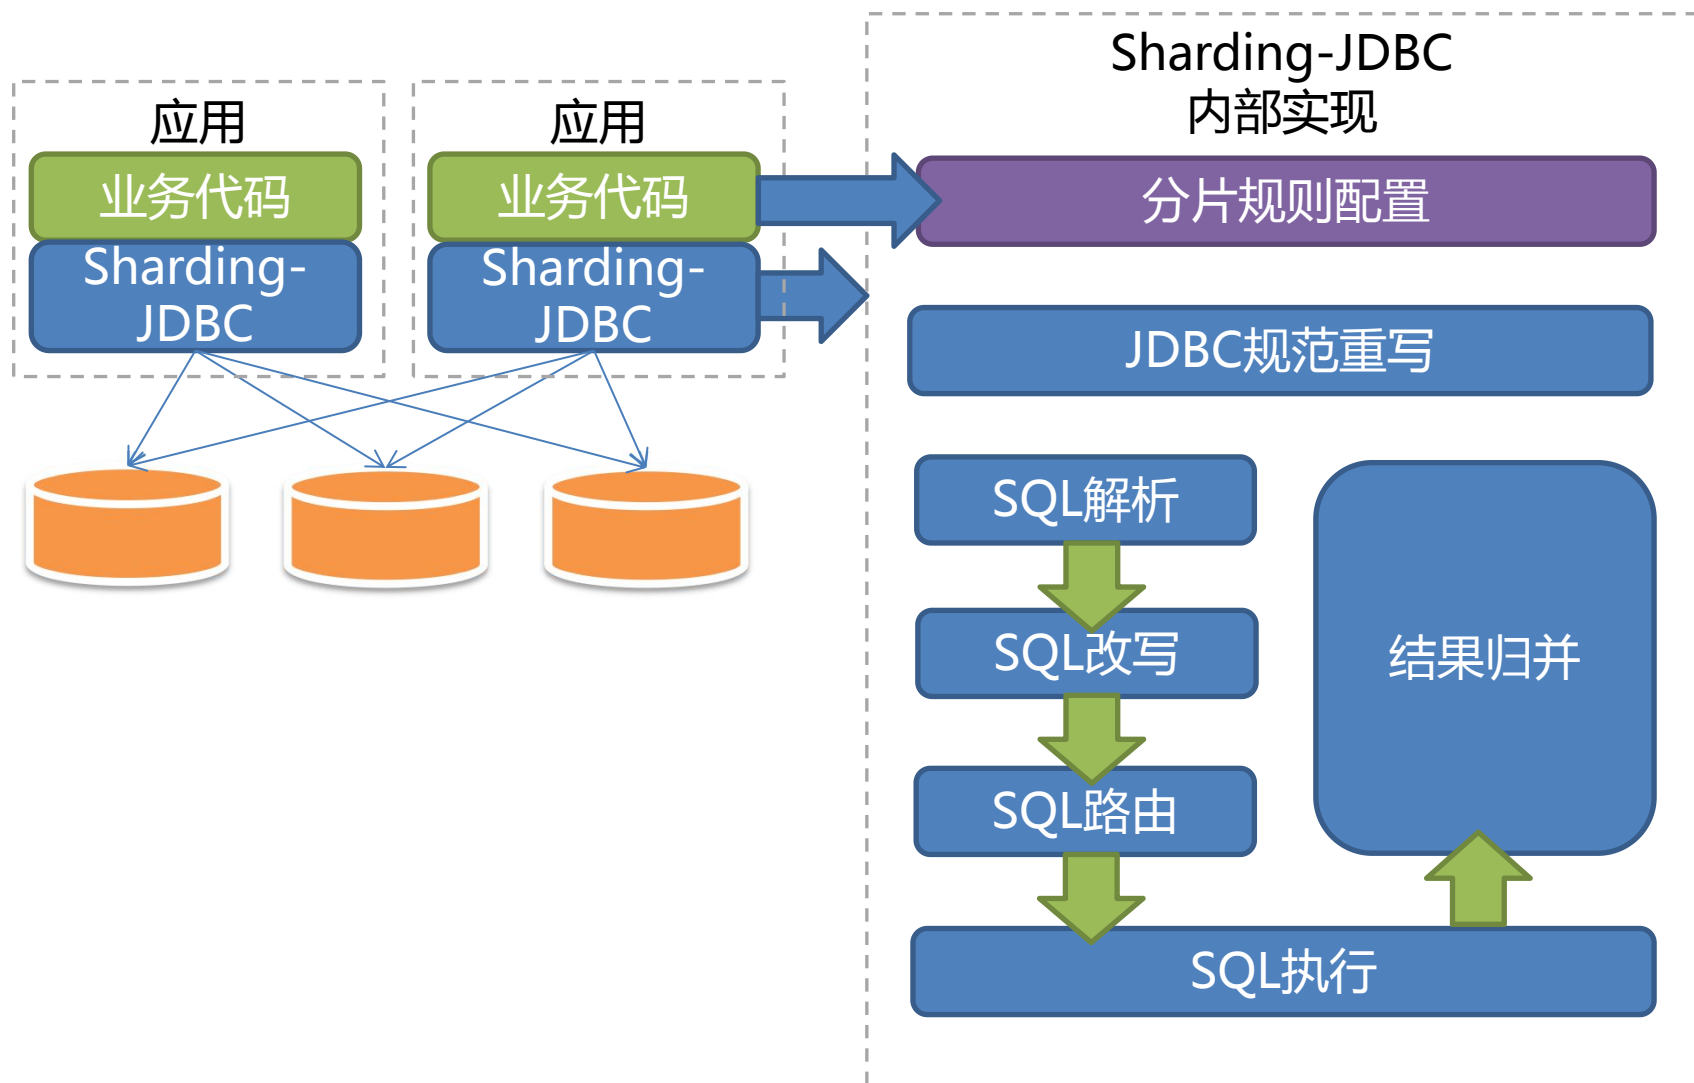 应用
业务代码
Sharding-
JDBC
应用
业务代码
Sharding-
JDBC
Sharding-JDBC
内部实现
分片规则配置
JDBC规范重写
SQL解析
SQL改写
SQL路由
结果归并
SQL执行